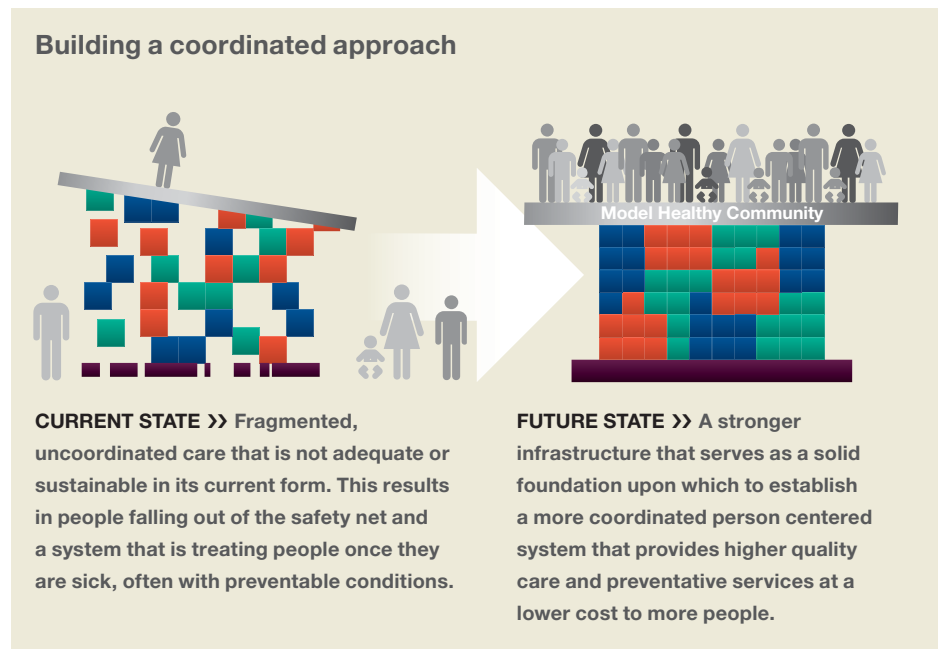 Building a coordinated approach
Model Healthy Community
CURRENT STATE ❯❯ Fragmented,
uncoordinated care that is not adequate or
sustainable in its current form. This results
in people falling out of the safety net and
a system that is treating people once they
are sick, often with preventable conditions.
FUTURE STATE ❯❯ A stronger
infrastructure that serves as a solid
foundation upon which to establish
a more coordinated person centered
system that provides higher quality
care and preventative services at a
lower cost to more people.